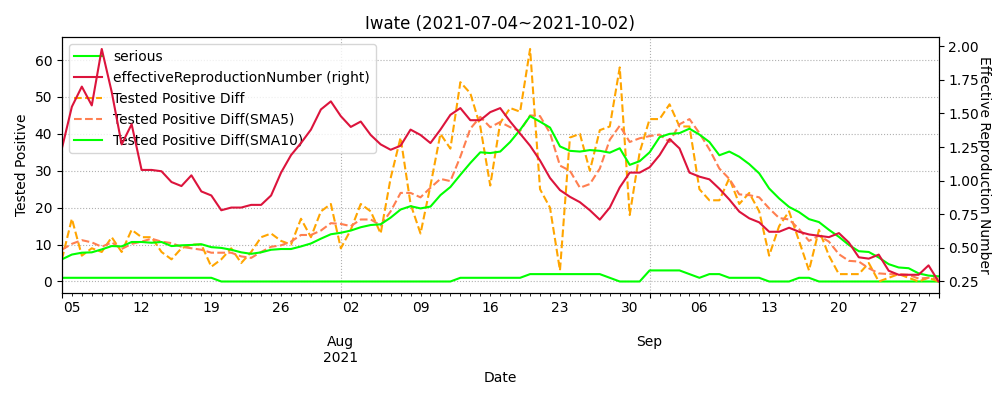 Iwate (2021-07-04~2021-10-02)
serious
effectiveReproductionNumber (right)
Tested Positive Diff
Tested Positive Diff(SMA5)
Tested Positive Diff(SMA10)
Tested Positive
60
50
40
30
20
10
0
Effective Reproduction Number
2.00
1.75
1.50
1.25
1.00
0.75
0.50
0.25
05 12 19 26 02 09 16 23 30 06 13 20 27
Aug Sep
2021
Date